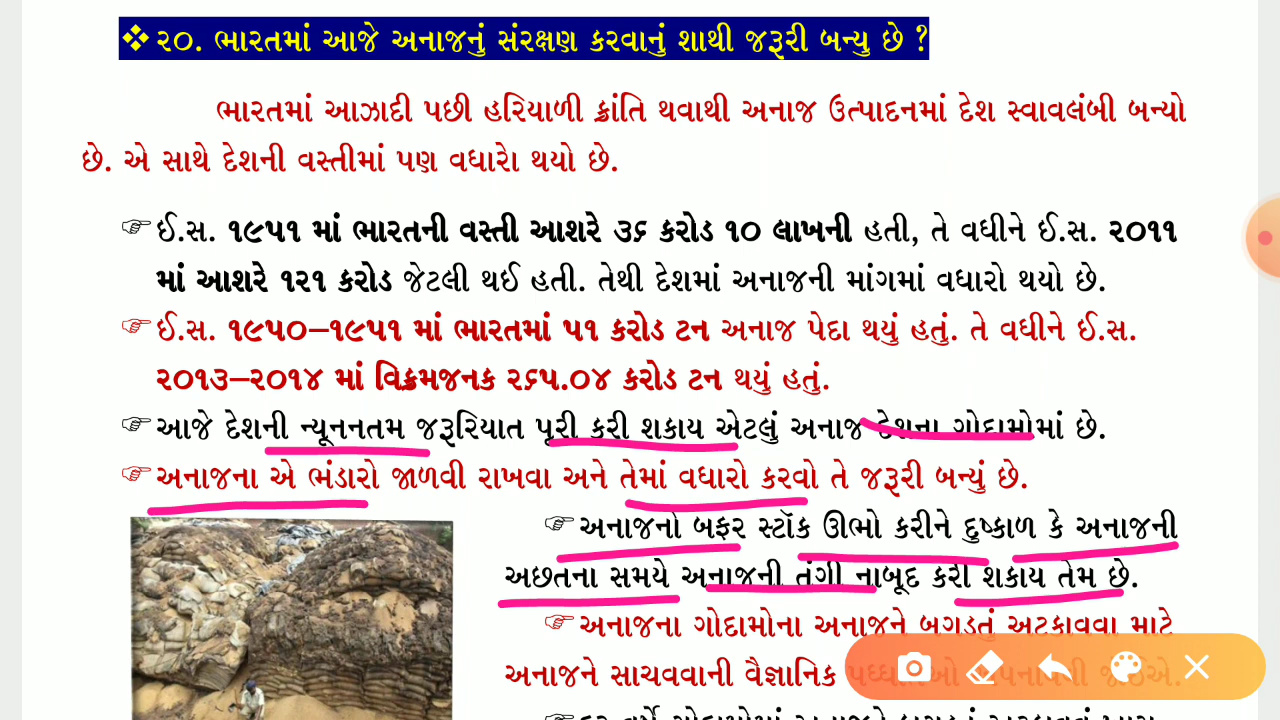 ❖ ૨૦. ભારતમાં આજે અનાજનું સંરક્ષણ કરવાનું શાથી જરૂરી બન્યુ છે ?
ભારતમાં આઝાદી પછી હરિયાળી ક્રાંતિ થવાથી અનાજ ઉત્પાદનમાં દેશ સ્વાવલંબી બન્યો
છે. એ સાથે દેશની વસ્તીમાં પણ વધારો થયો છે.
☞ ઈ.સ. ૧૯૫૧ માં ભારતની વસ્તી આશરે ૩૬ કરોડ ૧૦ લાખની હતી, તે વધીને ઈ.સ. ૨૦૧૧
માં આશરે ૧૨૧ કરોડ જેટલી થઈ હતી. તેથી દેશમાં અનાજની માંગમાં વધારો થયો છે.
☞ ઈ.સ. ૧૯૫૦–૧૯૫૧ માં ભારતમાં ૫૧ કરોડ ટન અનાજ પેદા થયું હતું. તે વધીને ઈ.સ.
૨૦૧૩–૨૦૧૪ માં વિક્રમજનક ૨૬૫.૦૪ કરોડ ટન થયું હતું.
☞ આજે દેશની ન્યૂનનતમ જરૂરિયાત પૂરી કરી શકાય એટલું અનાજ દેશના ગોદામોમાં છે.
☞ અનાજના એ ભંડારો જાળવી રાખવા અને તેમાં વધારો કરવો તે જરૂરી બન્યું છે.
☞ અનાજનો બફર સ્ટૉક ઊભો કરીને દુષ્કાળ કે અનાજની
અછતના સમયે અનાજની તંગી નાબૂદ કરી શકાય તેમ છે.
☞ અનાજના ગોદામોના અનાજને બગડતું અટકાવવા માટે
અનાજને સાચવવાની વૈજ્ઞાનિક